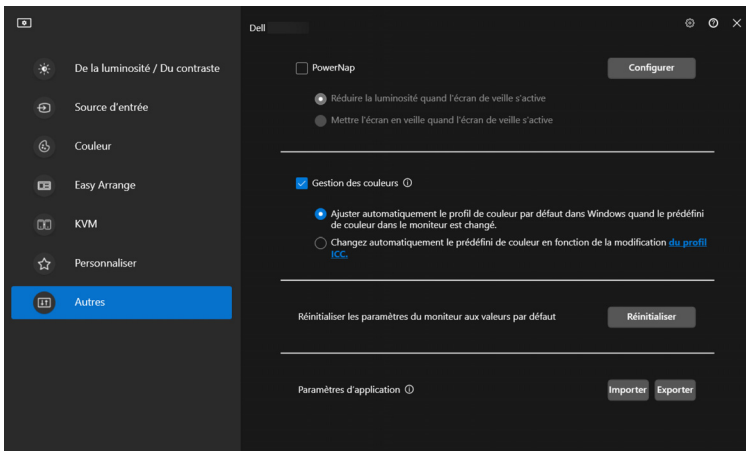 Dell
De la luminosité / Du contraste
Source d'entrée
Couleur
Easy Arrange
KVM
Personnaliser
Autres
PowerNap
Configurer
Réduire la luminosité quand l'écran de veille s'active
Mettre l'écran en veille quand l'écran de veille s'active
Gestion des couleurs
Ajuster automatiquement le profil de couleur par défaut dans Windows quand le prédéfini
de couleur dans le moniteur est changé.
Changez automatiquement le prédéfini de couleur en fonction de la modification du profil
ICC.
Réinitialiser les paramètres du moniteur aux valeurs par défaut
Réinitialiser
Paramètres d'application
Importer
Exporter